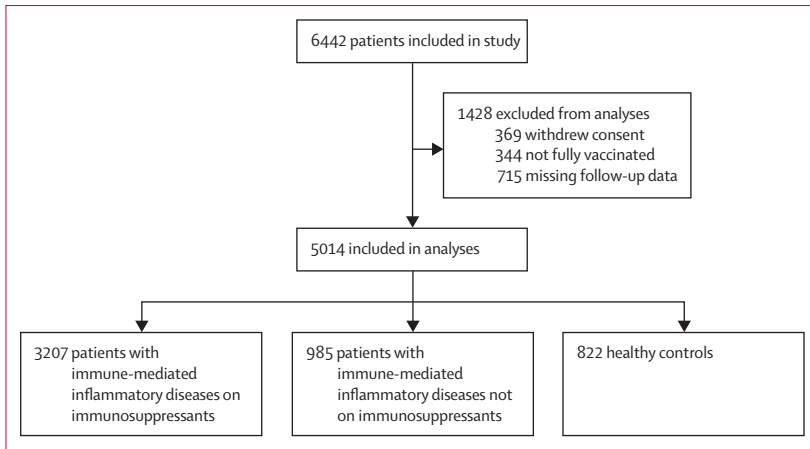 6442 patients included in study
1428 excluded from analyses
369 withdrew consent
344 not fully vaccinated
715 missing follow-up data
5014 included in analyses
3207 patients with
immune-mediated
inflammatory diseases on
immunosuppressants
985 patients with
immune-mediated
inflammatory diseases not
on immunosuppressants
822 healthy controls